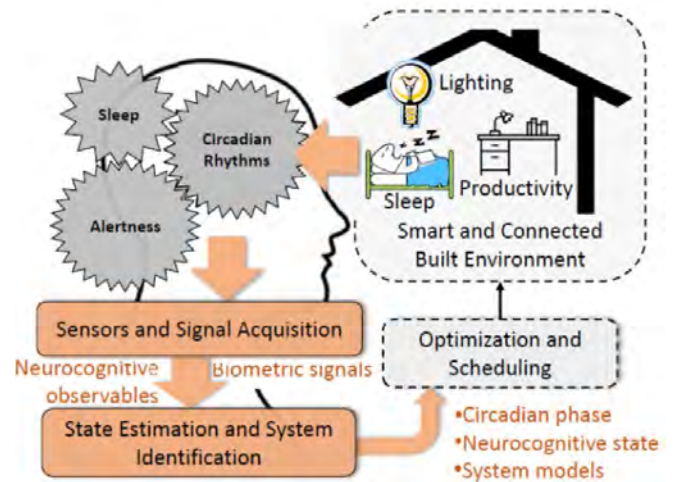 Sleep
Circadian
Rhythms
Alertness
Lighting
zzz
Sleep
Productivity
Smart and Connected
Built Environment
Sensors and Signal Acquisition
Neurocognitive
observables
Biometric signals
State Estimation and System
Identification
Optimization and
Scheduling
•Circadian phase
•Neurocognitive state
•System models